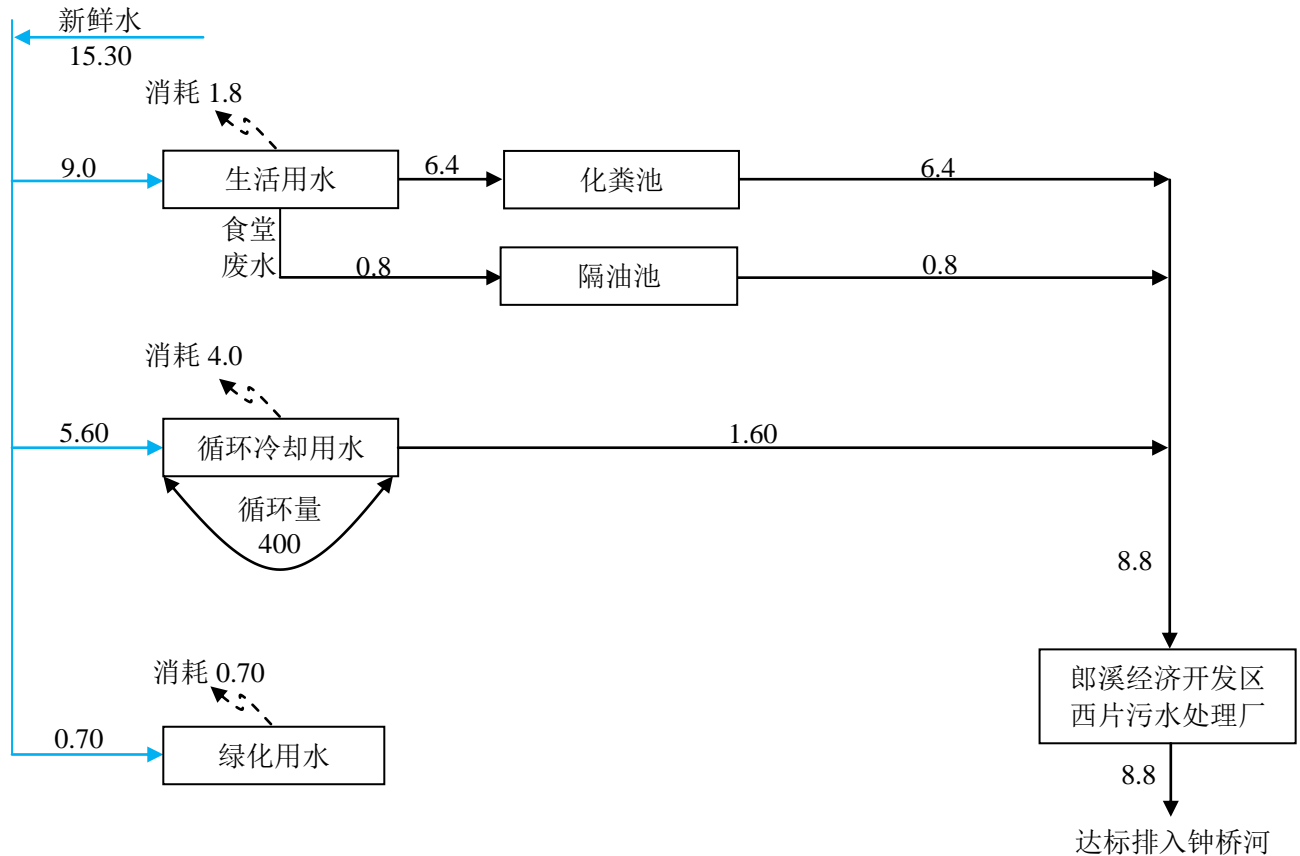 新鲜水
15.30
消耗 1.8
9.0
生活用水
6.4
化粪池
6.4
食堂
废水
0.8
隔油池
0.8
消耗 4.0
5.60
循环冷却用水
1.60
循环量
400
8.8
消耗 0.70
0.70
绿化用水
郎溪经济开发区
西片污水处理厂
8.8
达标排入钟桥河